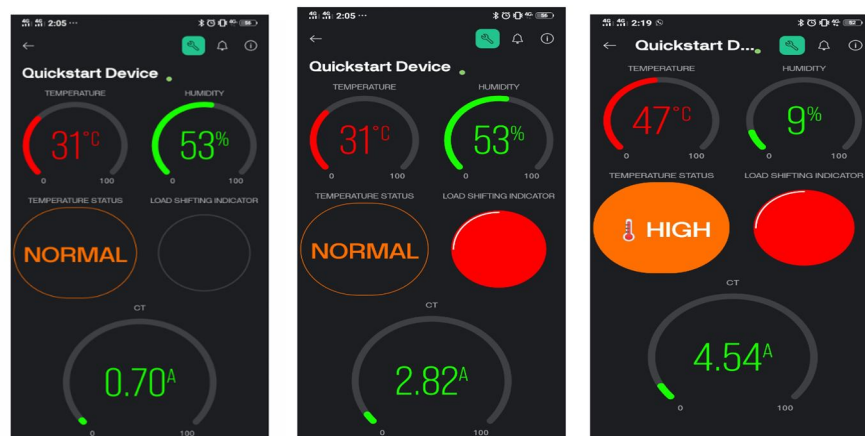 2:05 ···
Quickstart Device
TEMPERATURE HUMIDITY
31°C 53%
0 100 0 100
TEMPERATURE STATUS LOAD SHIFTING INDICATOR
NORMAL
CT
0.70A
0 100
2:05 ···
Quickstart Device
TEMPERATURE HUMIDITY
31°C 53%
0 100 0 100
TEMPERATURE STATUS LOAD SHIFTING INDICATOR
NORMAL
CT
2.82A
0 100
2:19
Quickstart D...
TEMPERATURE HUMIDITY
47°C 9%
0 100 0 100
TEMPERATURE STATUS LOAD SHIFTING INDICATOR
HIGH
CT
4.54A
0 100